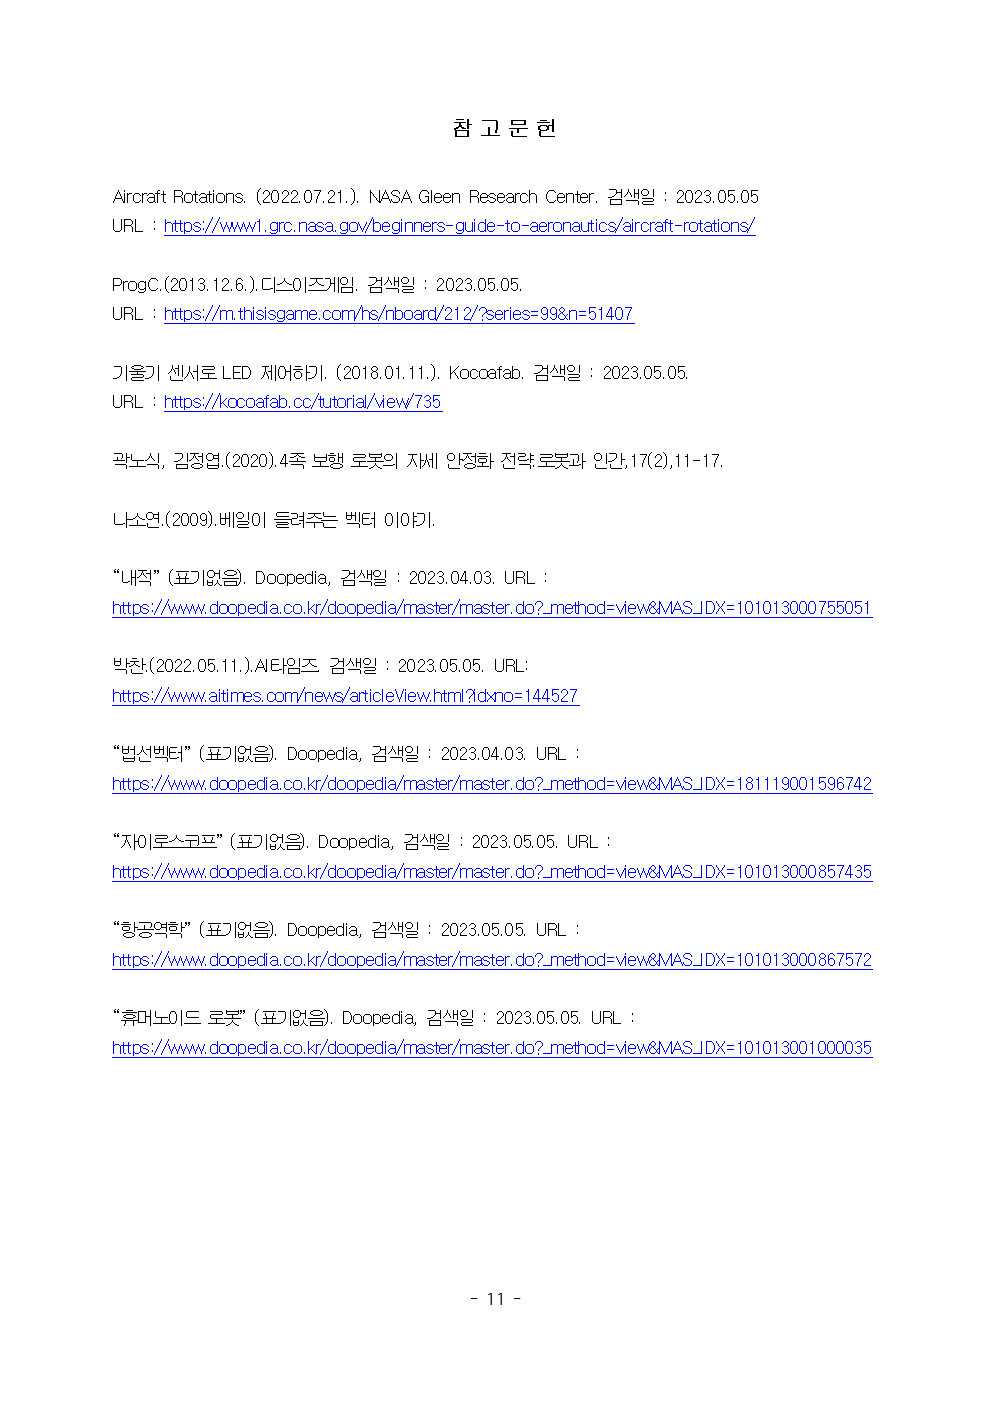 참 고 문 헌
Aircraft Rotations. (2022.07.21.). NASA Gleen Research Center. 검색일 : 2023.05.05
URL : https://www1.grc.nasa.gov/beginners-guide-to-aeronautics/aircraft-rotations/
ProgC.(2013.12.6.).디스이즈게임. 검색일 : 2023.05.05.
URL : https://m.thisisgame.com/hs/nboard/212/?series=99&n=51407
기울기 센서로 LED 제어하기. (2018.01.11.). Kocoafab. 검색일 : 2023.05.05.
URL : https://kocoafab.cc/tutorial/view/735
곽노식, 김정엽.(2020).4족 보행 로봇의 자세 안정화 전략.로봇과 인간,17(2),11-17.
나소연.(2009).베일이 들려주는 벡터 이야기.
“내적” (표기없음). Doopedia, 검색일 : 2023.04.03. URL :
https://www.doopedia.co.kr/doopedia/master/master.do?_method=view&MAS_IDX=101013000755051
박찬.(2022.05.11.).AI타임즈. 검색일 : 2023.05.05. URL:
https://www.aitimes.com/news/articleView.html?idxno=144527
“법선벡터” (표기없음). Doopedia, 검색일 : 2023.04.03. URL :
https://www.doopedia.co.kr/doopedia/master/master.do?_method=view&MAS_IDX=181119001596742
“자이로스코프” (표기없음). Doopedia, 검색일 : 2023.05.05. URL :
https://www.doopedia.co.kr/doopedia/master/master.do?_method=view&MAS_IDX=101013000857435
“항공역학” (표기없음). Doopedia, 검색일 : 2023.05.05. URL :
https://www.doopedia.co.kr/doopedia/master/master.do?_method=view&MAS_IDX=101013000867572
“휴머노이드 로봇” (표기없음). Doopedia, 검색일 : 2023.05.05. URL :
https://www.doopedia.co.kr/doopedia/master/master.do?_method=view&MAS_IDX=101013001000035
- 11 -